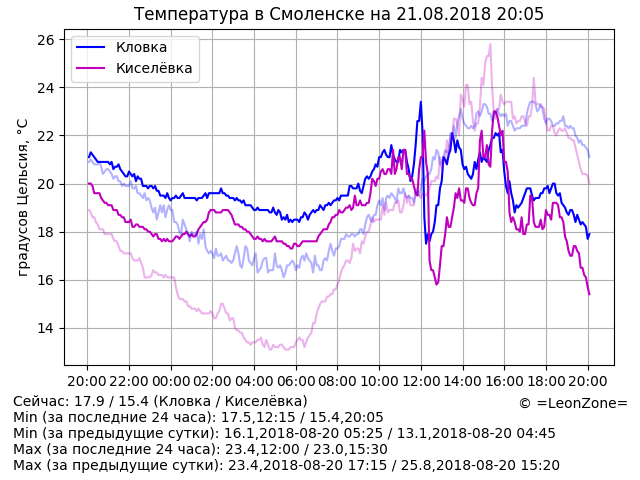 Температура в Смоленске на 21.08.2018 20:05
26
24
22
20
18
16
14
градусов Цельсия, °C
Кловка
Киселёвка
20:00 22:00 00:00 02:00 04:00 06:00 08:00 10:00 12:00 14:00 16:00 18:00 20:00
Сейчас: 17.9 / 15.4 (Кловка / Киселёвка)
© =LeonZone=
Min (за последние 24 часа): 17.5,12:15 / 15.4,20:05
Min (за предыдущие сутки): 16.1,2018-08-20 05:25 / 13.1,2018-08-20 04:45
Max (за последние 24 часа): 23.4,12:00 / 23.0,15:30
Max (за предыдущие сутки): 23.4,2018-08-20 17:15 / 25.8,2018-08-20 15:20